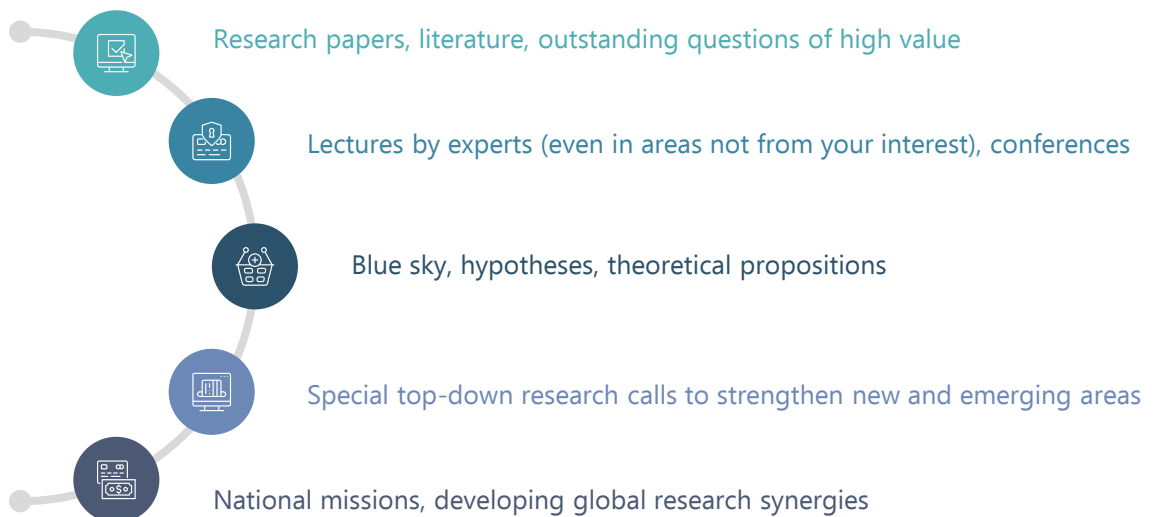 Research papers, literature, outstanding questions of high value
Lectures by experts (even in areas not from your interest), conferences
Blue sky, hypotheses, theoretical propositions
Special top-down research calls to strengthen new and emerging areas
National missions, developing global research synergies